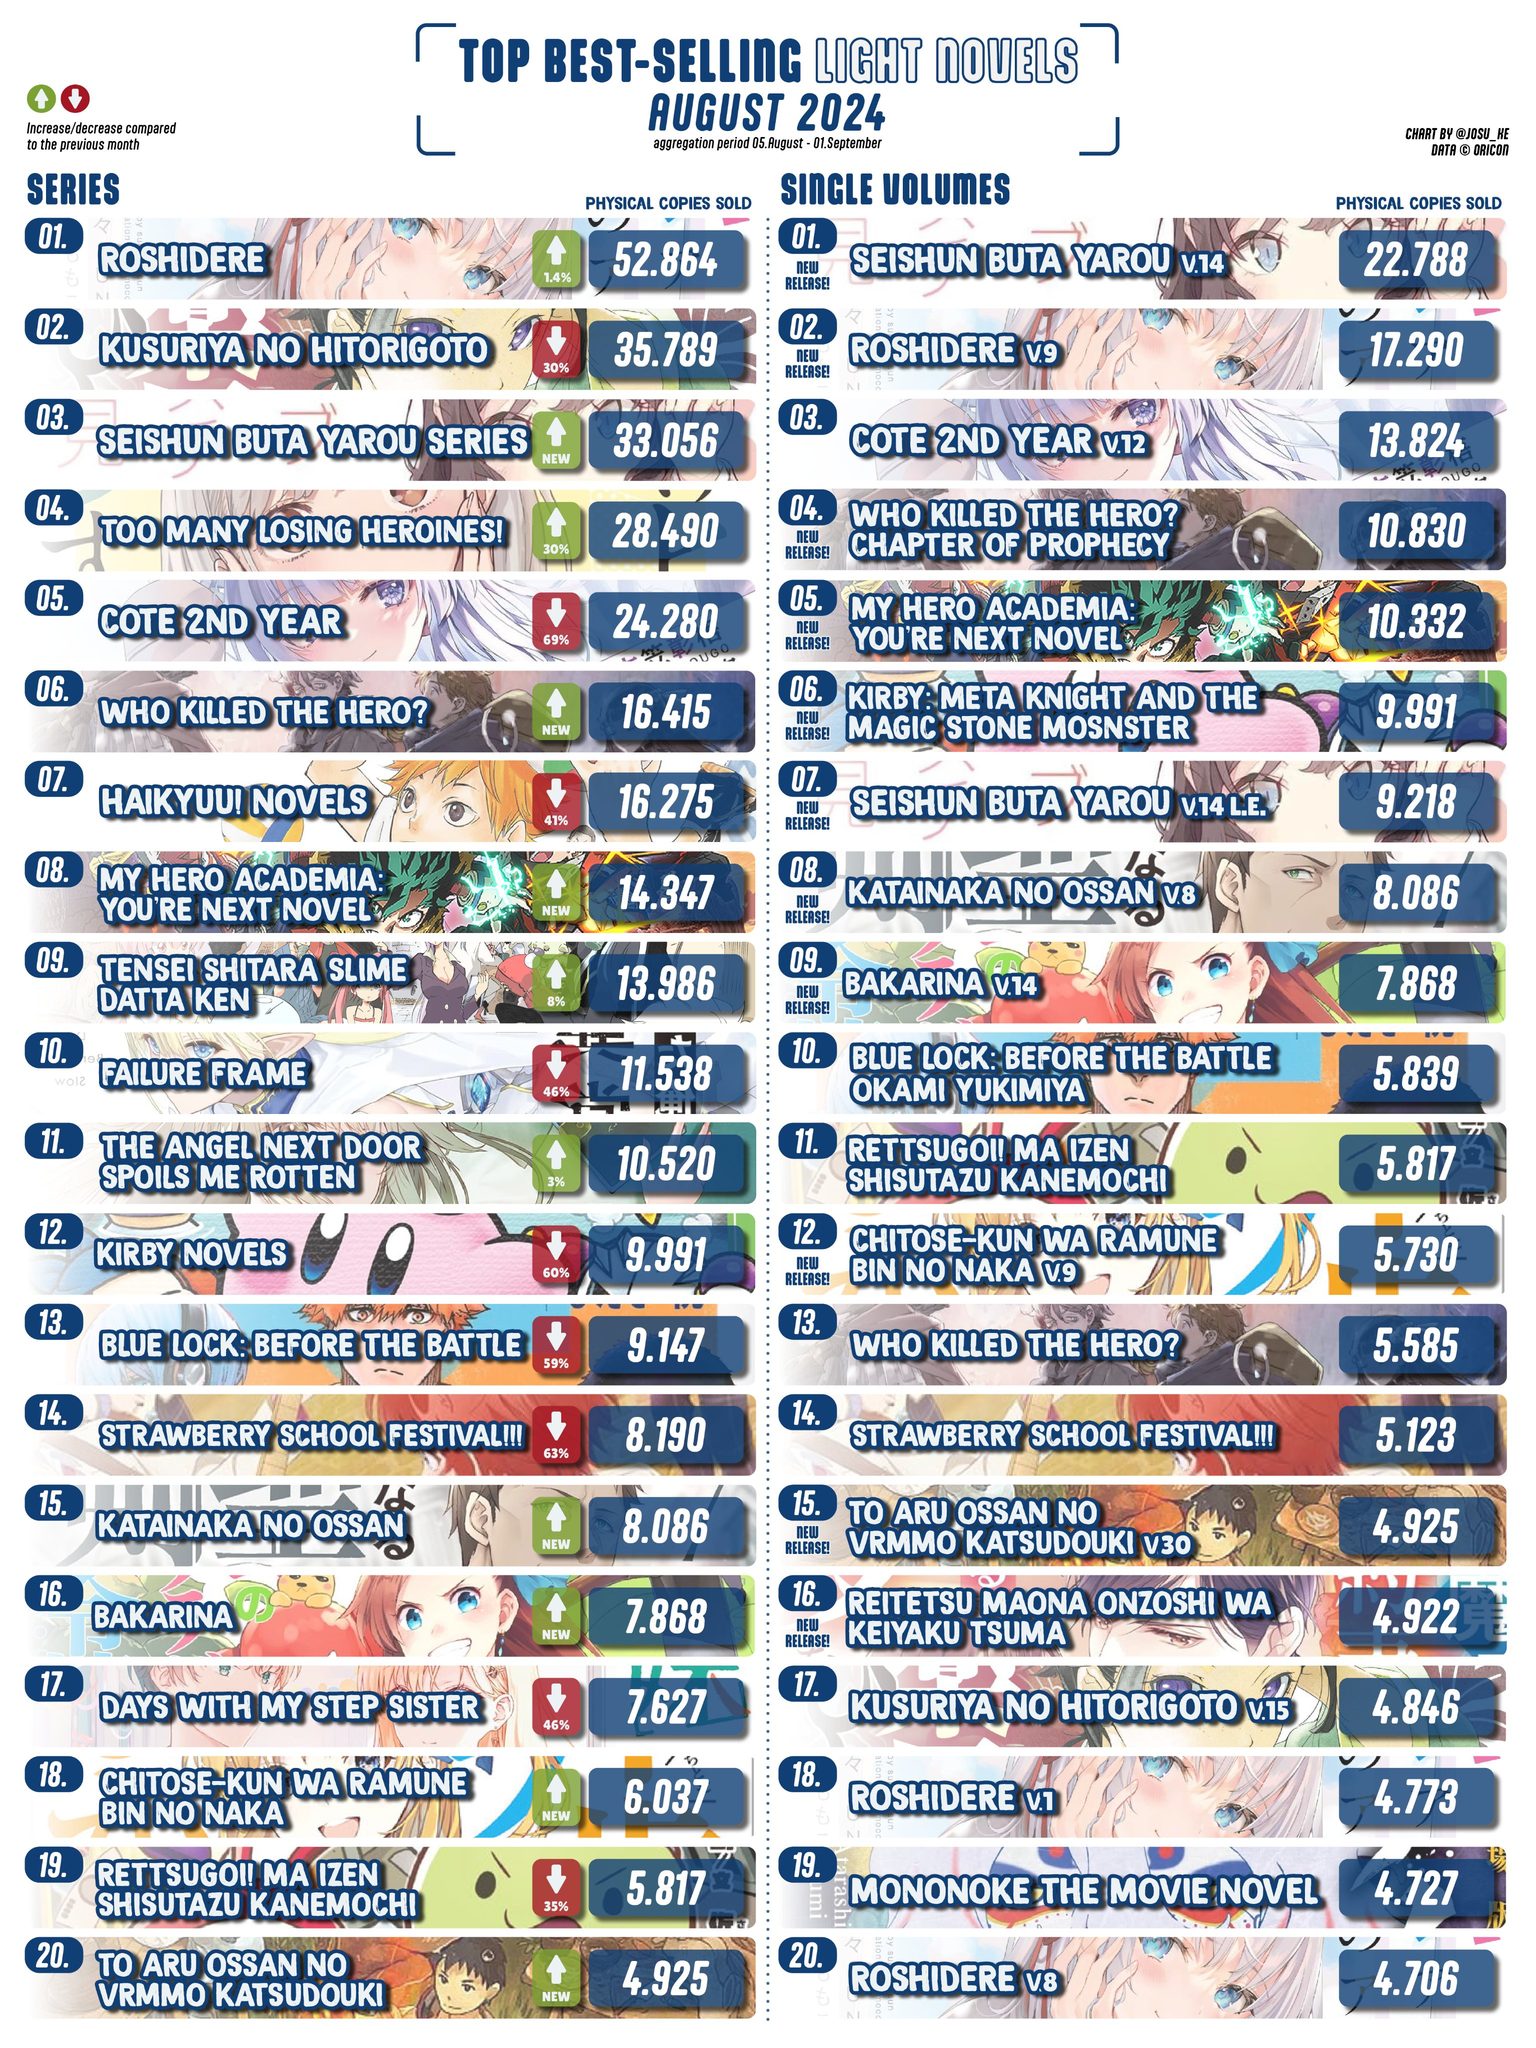 TOP BEST-SELLING LIGHT NOVELS
AUGUST 2024
aggregation period 05.August - 01.September
Increase/decrease compared
to the previous month
CHART BY @JOSU_KE
DATA © ORICON
SERIES
PHYSICAL COPIES SOLD
01.
ROSHIDERE
1.4%
52.864
02.
KUSURIYA NO HITORIGOTO
30%
35.789
03.
SEISHUN BUTA YAROU SERIES
NEW
33.056
04.
TOO MANY LOSING HEROINES!
30%
28.490
05.
COTE 2ND YEAR
69%
24.280
06.
WHO KILLED THE HERO?
NEW
16.415
07.
HAIKYUU! NOVELS
41%
16.275
08.
MY HERO ACADEMIA:
YOU'RE NEXT NOVEL
NEW
14.347
09.
TENSEI SHITARA SLIME
DATTA KEN
8%
13.986
10.
FAILURE FRAME
46%
11.538
11.
THE ANGEL NEXT DOOR
SPOILS ME ROTTEN
3%
10.520
12.
KIRBY NOVELS
60%
9.991
13.
BLUE LOCK: BEFORE THE BATTLE
59%
9.147
14.
STRAWBERRY SCHOOL FESTIVAL!!!
63%
8.190
15.
KATAINAKA NO OSSAN
NEW
8.086
16.
BAKARINA
NEW
7.868
17.
DAYS WITH MY STEP SISTER
46%
7.627
18.
CHITOSE-KUN WA RAMUNE
BIN NO NAKA
NEW
6.037
19.
RETTSUGO!! MA IZEN
SHISUTAZU KANEMOCHI
35%
5.817
20.
TO ARU OSSAN NO
VRMMO KATSUDOUKI
NEW
4.925
SINGLE VOLUMES
PHYSICAL COPIES SOLD
01.
NEW
RELEASE!
SEISHUN BUTA YAROU V.14
22.788
02.
NEW
RELEASE!
ROSHIDERE V.9
17.290
03.
COTE 2ND YEAR V.12
13.824
04.
NEW
RELEASE!
WHO KILLED THE HERO?
CHAPTER OF PROPHECY
10.830
05.
NEW
RELEASE!
MY HERO ACADEMIA:
YOU'RE NEXT NOVEL
10.332
06.
NEW
RELEASE!
KIRBY: META KNIGHT AND THE
MAGIC STONE MOSNSTER
9.991
07.
NEW
RELEASE!
SEISHUN BUTA YAROU V.14 L.E.
9.218
08.
NEW
RELEASE!
KATAINAKA NO OSSAN V.8
8.086
09.
NEW
RELEASE!
BAKARINA V.14
7.868
10.
BLUE LOCK: BEFORE THE BATTLE
OKAMI YUKIMIYA
5.839
11.
RETTSUGO!! MA IZEN
SHISUTAZU KANEMOCHI
5.817
12.
NEW
RELEASE!
CHITOSE-KUN WA RAMUNE
BIN NO NAKA V.9
5.730
13.
WHO KILLED THE HERO?
5.585
14.
STRAWBERRY SCHOOL FESTIVAL!!!
5.123
15.
NEW
RELEASE!
TO ARU OSSAN NO
VRMMO KATSUDOUKI V30
4.925
16.
NEW
RELEASE!
REITETSU MAONA ONZOSHI WA
KEIYAKU TSUMA
4.922
17.
KUSURIYA NO HITORIGOTO V.15
4.846
18.
ROSHIDERE V.1
4.773
19.
MONONOKE THE MOVIE NOVEL
4.727
20.
ROSHIDERE V.8
4.706